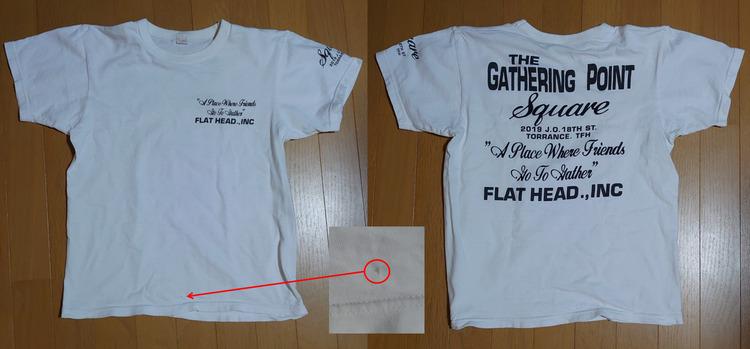 Square
"A Place Where Friends
Go To Gather"
FLAT HEAD.,INC
THE
GATHERING POINT
Square
2019 J.O. 18TH ST.
TORRANCE. TFH
"A Place Where Friends
Go To Gather"
FLAT HEAD.,INC